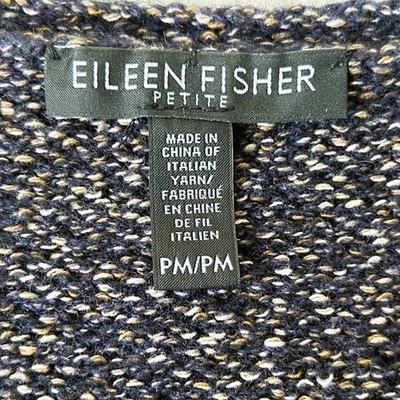 EILEEN FISHER
PETITE
MADE IN
CHINA OF
ITALIAN
YARN/
FABRIQUÉ
EN CHINE
DE FIL
ITALIEN
PM/PM